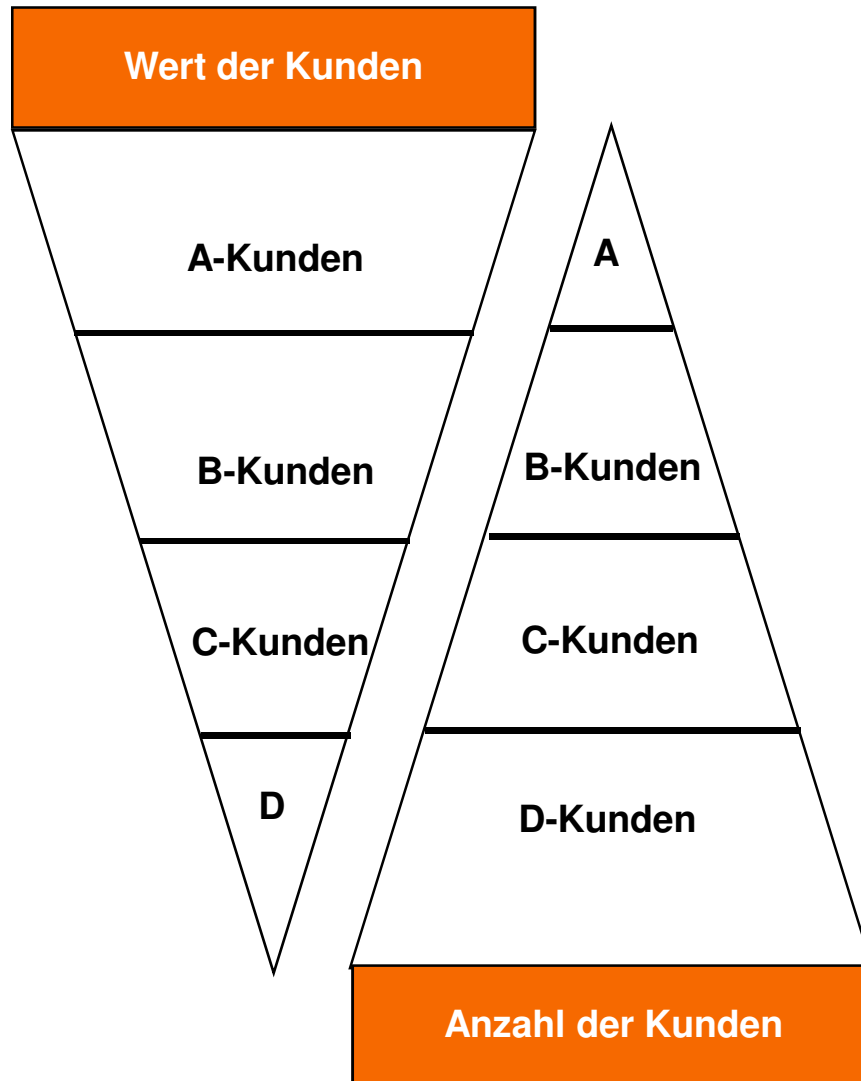 Wert der Kunden
A-Kunden
B-Kunden
C-Kunden
D
A
B-Kunden
C-Kunden
D-Kunden
Anzahl der Kunden